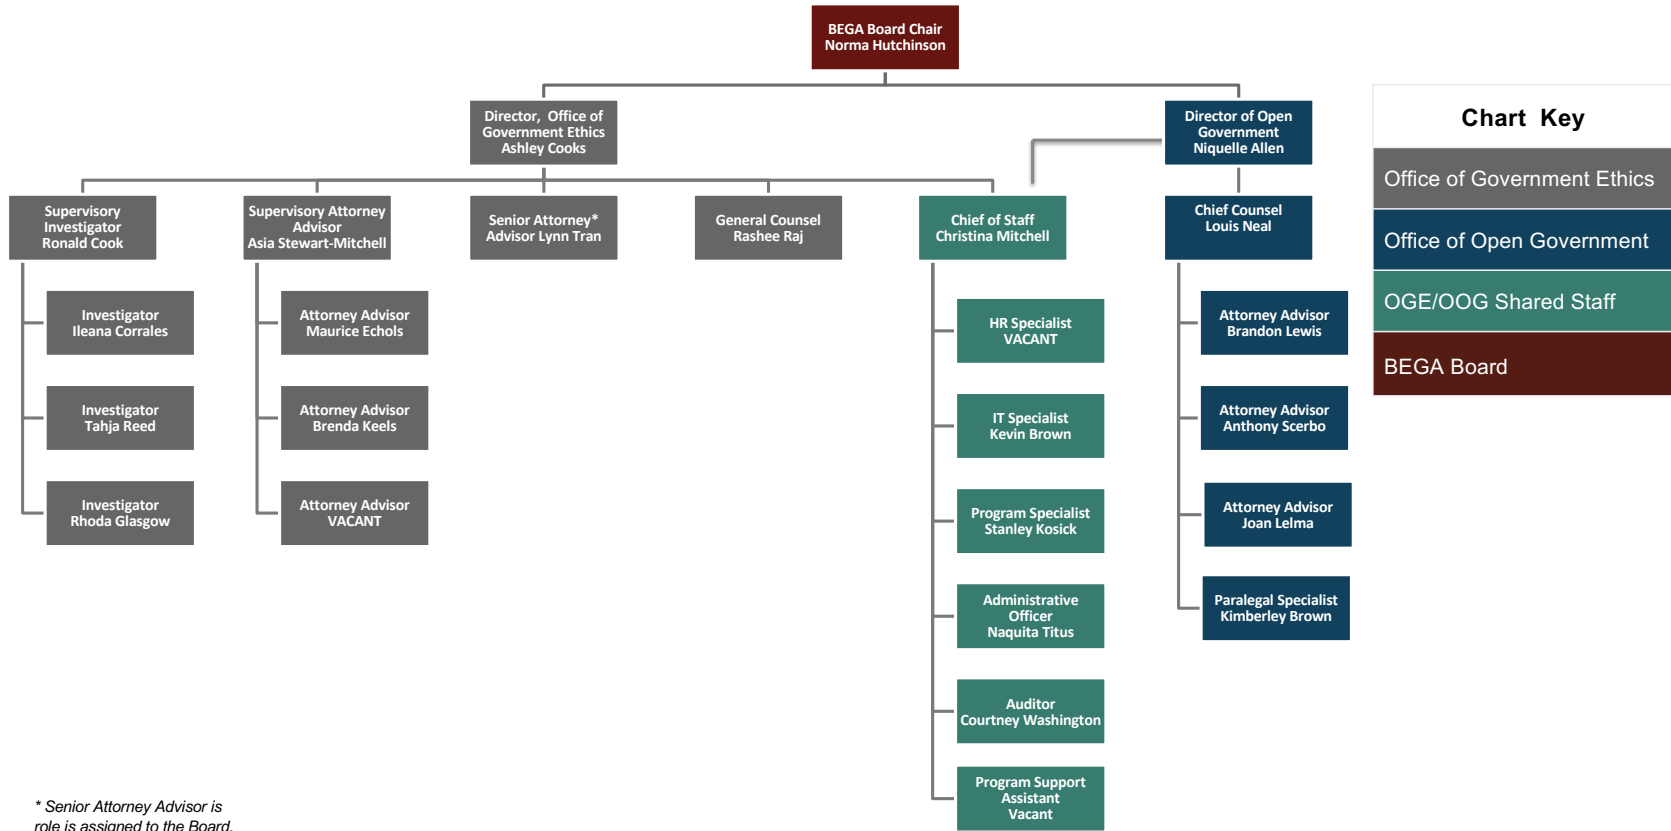 BEGA Board Chair
Norma Hutchinson
Director, Office of
Government Ethics
Ashley Cooks
Director of Open
Government
Niquelle Allen
Supervisory
Investigator
Ronald Cook
Supervisory Attorney
Advisor
Asia Stewart-Mitchell
Senior Attorney*
Advisor Lynn Tran
General Counsel
Rashee Raj
Chief of Staff
Christina Mitchell
Chief Counsel
Louis Neal
Investigator
Ileana Corrales
Investigator
Tahja Reed
Investigator
Rhoda Glasgow
Attorney Advisor
Maurice Echols
Attorney Advisor
Brenda Keels
Attorney Advisor
VACANT
HR Specialist
VACANT
IT Specialist
Kevin Brown
Program Specialist
Stanley Kosick
Administrative
Officer
Naquita Titus
Auditor
Courtney Washington
Program Support
Assistant
Vacant
Attorney Advisor
Brandon Lewis
Attorney Advisor
Anthony Scerbo
Attorney Advisor
Joan Lelma
Paralegal Specialist
Kimberley Brown
Chart Key
Office of Government Ethics
Office of Open Government
OGE/OOG Shared Staff
BEGA Board
* Senior Attorney Advisor is
role is assigned to the Board.